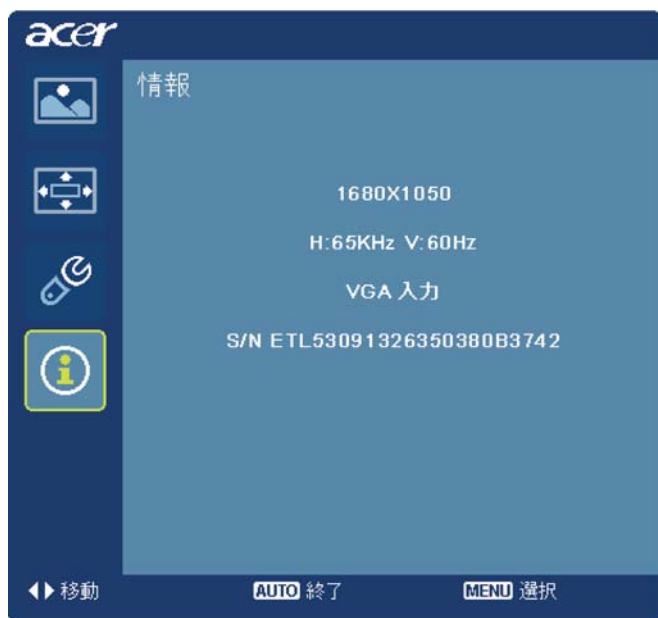 acer
情報
1680X1050
H:65KHz V:60Hz
VGA 入力
S/N ETL53091326350380B3742
移動 AUTO 終了 MENU 選択